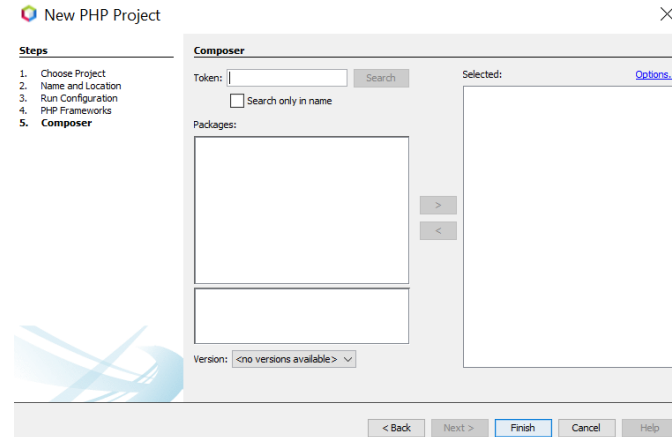 New PHP Project
Steps
1. Choose Project
2. Name and Location
3. Run Configuration
4. PHP Frameworks
5. Composer
Composer
Token:
Search
Search only in name
Packages:
Version: <no versions available>
>
<
Selected:
Options.
< Back
Next >
Finish
Cancel
Help